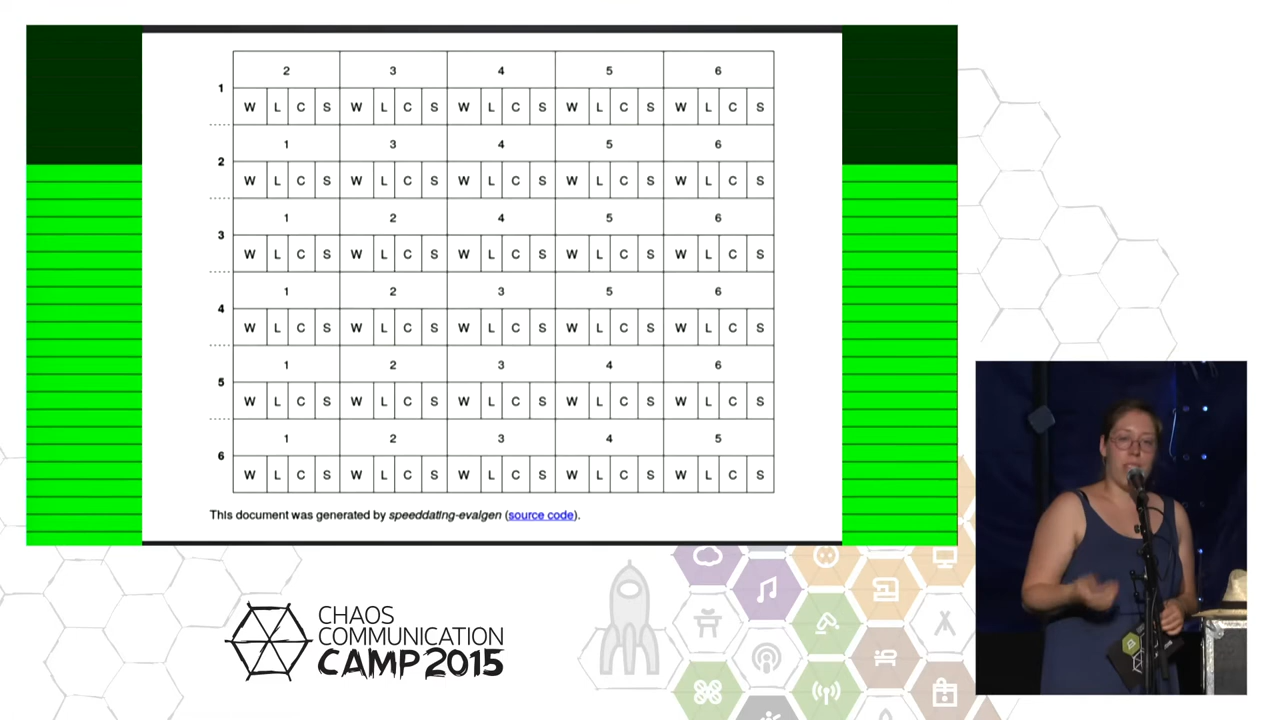 2 3 4 5 6
1
W L C S W L C S W L C S W L C S W L C S
1 3 4 5 6
2
W L C S W L C S W L C S W L C S W L C S
1 2 4 5 6
3
W L C S W L C S W L C S W L C S W L C S
1 2 3 5 6
4
W L C S W L C S W L C S W L C S W L C S
1 2 3 4 6
5
W L C S W L C S W L C S W L C S W L C S
1 2 3 4 5
6
W L C S W L C S W L C S W L C S W L C S
This document was generated by speeddating-evalgen (source code).
CHAOS
COMMUNICATION
CAMP 2015